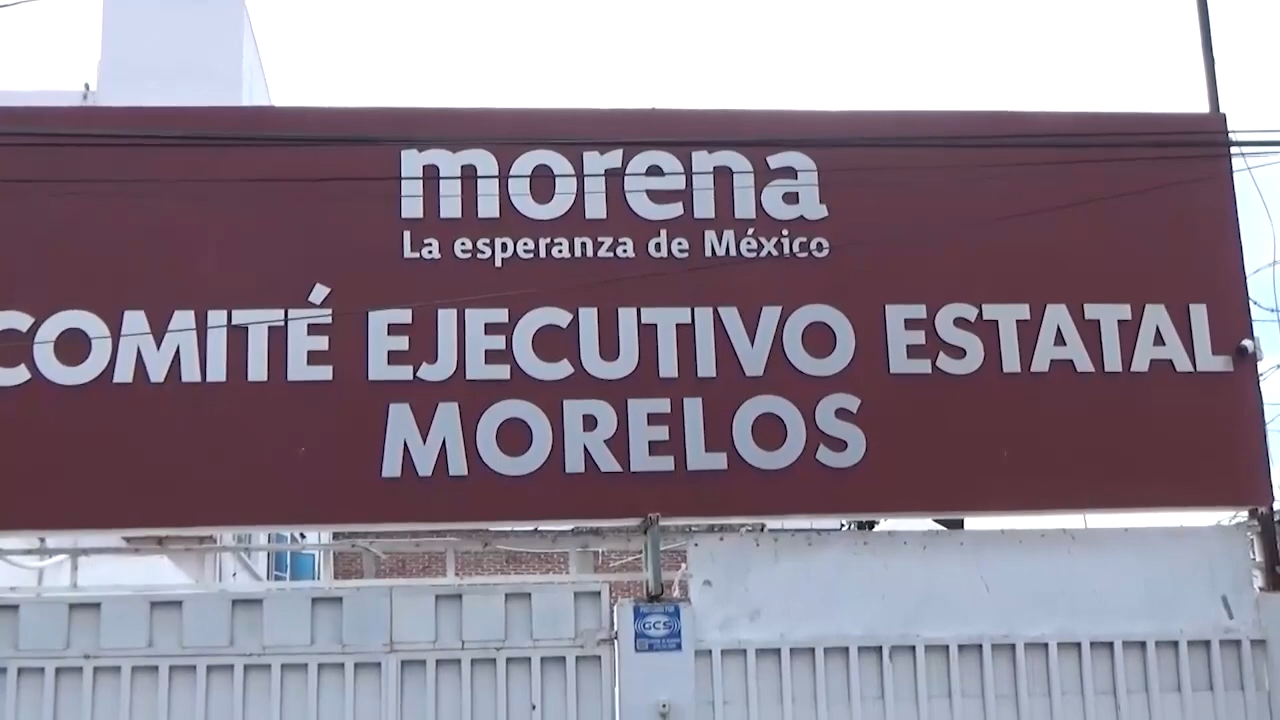 morena
La esperanza de México
COMITÉ EJECUTIVO ESTATAL
MORELOS
GCS